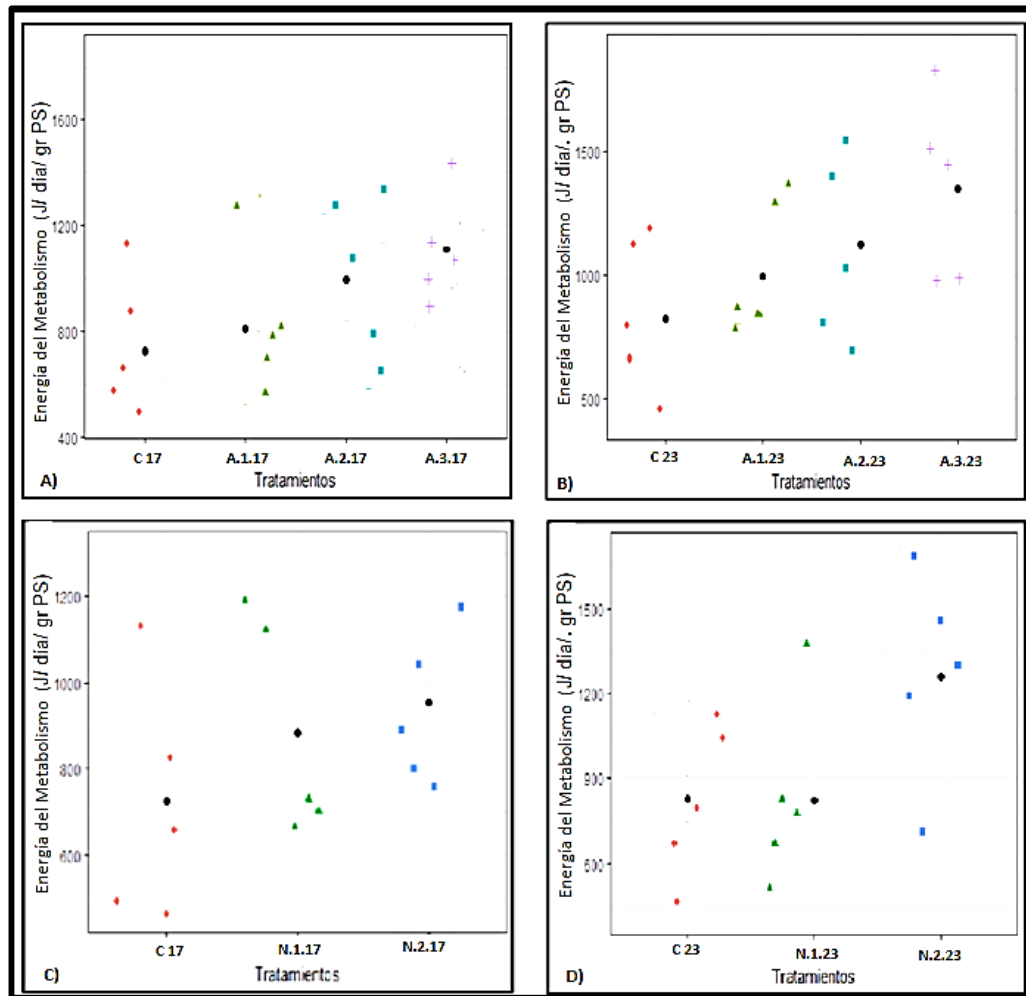 Energía del Metabolismo (J/ día/ gr PS)
1600
1200
800
400
C 17 A.1.17 A.2.17 A.3.17
Tratamientos
A)
Energía del Metabolismo (J/ día/. gr PS)
1500
1000
500
C 23 A.1.23 A.2.23 A.3.23
Tratamientos
B)
Energía del Metabolismo (J/ día/ gr PS)
1200
1000
800
600
C 17 N.1.17 N.2.17
Tratamientos
C)
Energía del Metabolismo (J/ día/. gr PS)
1500
1200
900
600
C 23 N.1.23 N.2.23
Tratamientos
D)